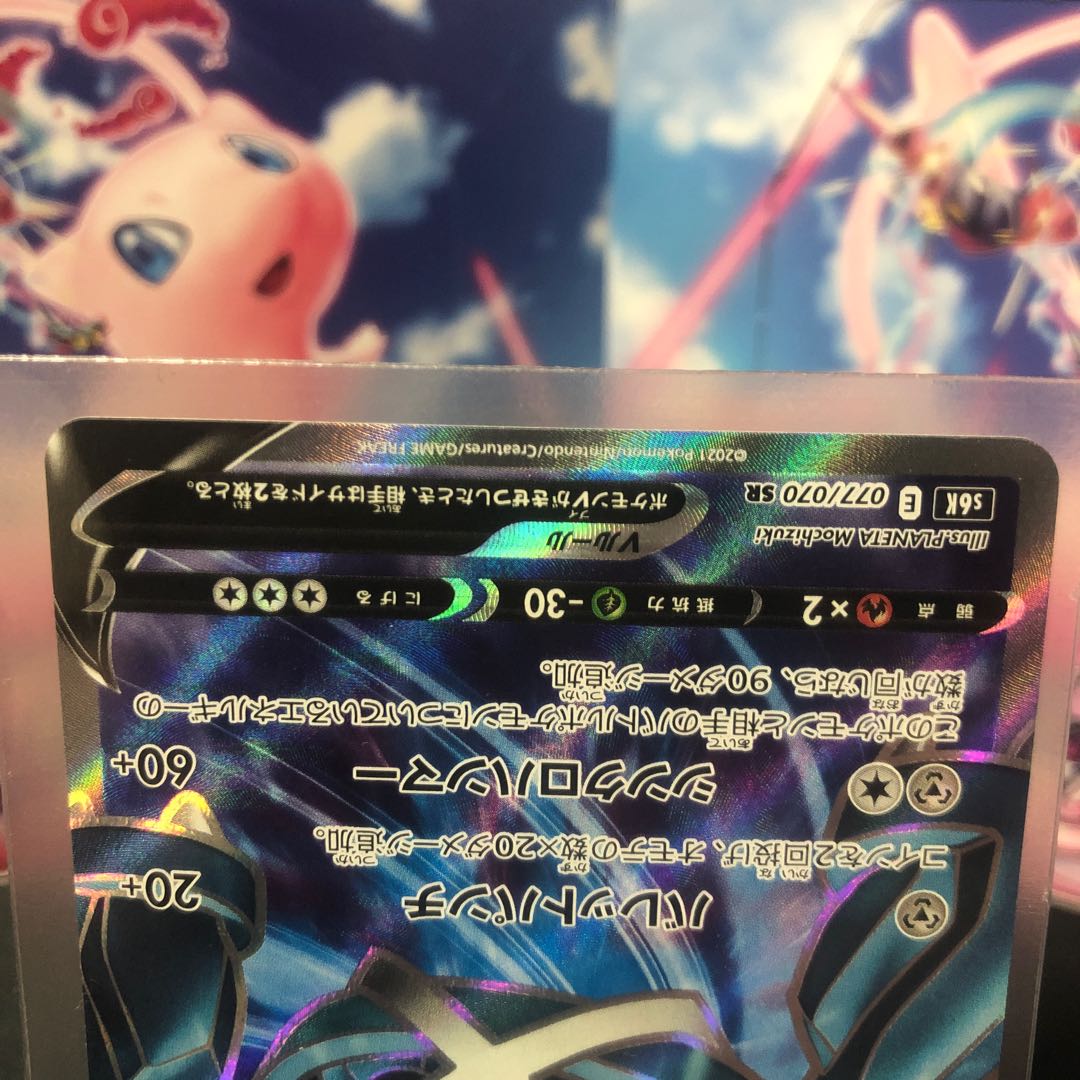 バレットパンチ 20+
コインを2回投げ、オモテの数×20ダメージ追加。
シンクロハンマー 60+
このポケモンと相手のバトルポケモンについているエネルギーの
数が同じなら、90ダメージ追加。
弱点 ×2 抵抗力 -30 にげる
Illus.PLANETA Mochizuki
Vルール
s6K E 077/070 SR
ポケモンVがきぜつしたとき、相手はサイドを2枚とる。
©2021 Pokémon/Nintendo/Creatures/GAME FREAK